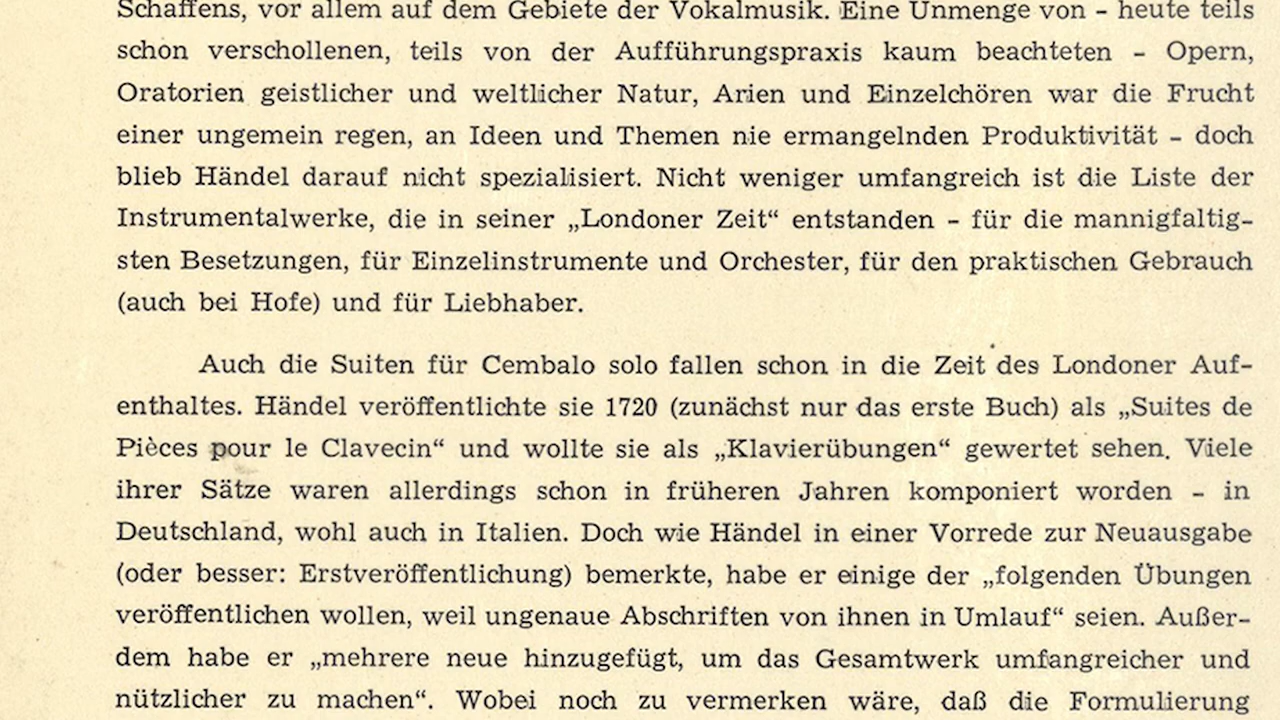 Schaffens, vor allem auf dem Gebiete der Vokalmusik. Eine Unmenge von – heute teils
schon verschollenen, teils von der Aufführungspraxis kaum beachteten – Opern,
Oratorien geistlicher und weltlicher Natur, Arien und Einzelchören war die Frucht
einer ungemein regen, an Ideen und Themen nie ermangelnden Produktivität – doch
blieb Händel darauf nicht spezialisiert. Nicht weniger umfangreich ist die Liste der
Instrumentalwerke, die in seiner „Londoner Zeit“ entstanden – für die mannigfaltig-
sten Besetzungen, für Einzelinstrumente und Orchester, für den praktischen Gebrauch
(auch bei Hofe) und für Liebhaber.
Auch die Suiten für Cembalo solo fallen schon in die Zeit des Londoner Auf-
enthaltes. Händel veröffentlichte sie 1720 (zunächst nur das erste Buch) als „Suites de
Pièces pour le Clavecin“ und wollte sie als „Klavierübungen“ gewertet sehen. Viele
ihrer Sätze waren allerdings schon in früheren Jahren komponiert worden – in
Deutschland, wohl auch in Italien. Doch wie Händel in einer Vorrede zur Neuausgabe
(oder besser: Erstveröffentlichung) bemerkte, habe er einige der „folgenden Übungen
veröffentlichen wollen, weil ungenaue Abschriften von ihnen in Umlauf“ seien. Außer-
dem habe er „mehrere neue hinzugefügt, um das Gesamtwerk umfangreicher und
nützlicher zu machen“. Wobei noch zu vermerken wäre, daß die Formulierung